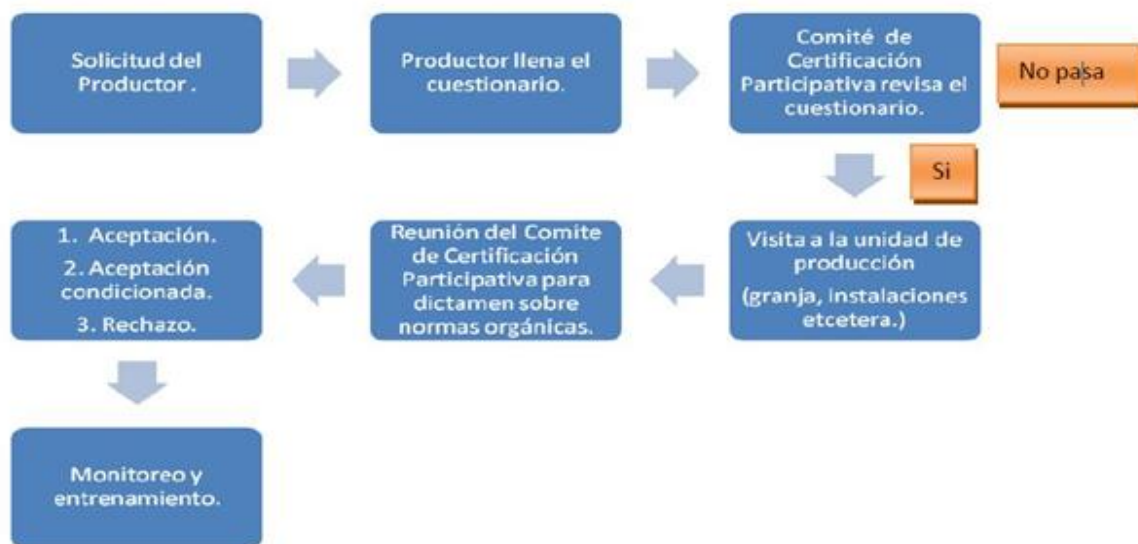 Solicitud del
Productor .
Productor llena el
cuestionario.
Comité de
Certificación
Participativa revisa el
cuestionario.
No pasa
Si
1. Aceptación.
2. Aceptación
condicionada.
3. Rechazo.
Reunión del Comite
de Certificación
Participativa para
dictamen sobre
normas orgánicas.
Visita a la unidad de
producción
(granja, Instalaciones
etcetera.)
Monitoreo y
entrenamiento.